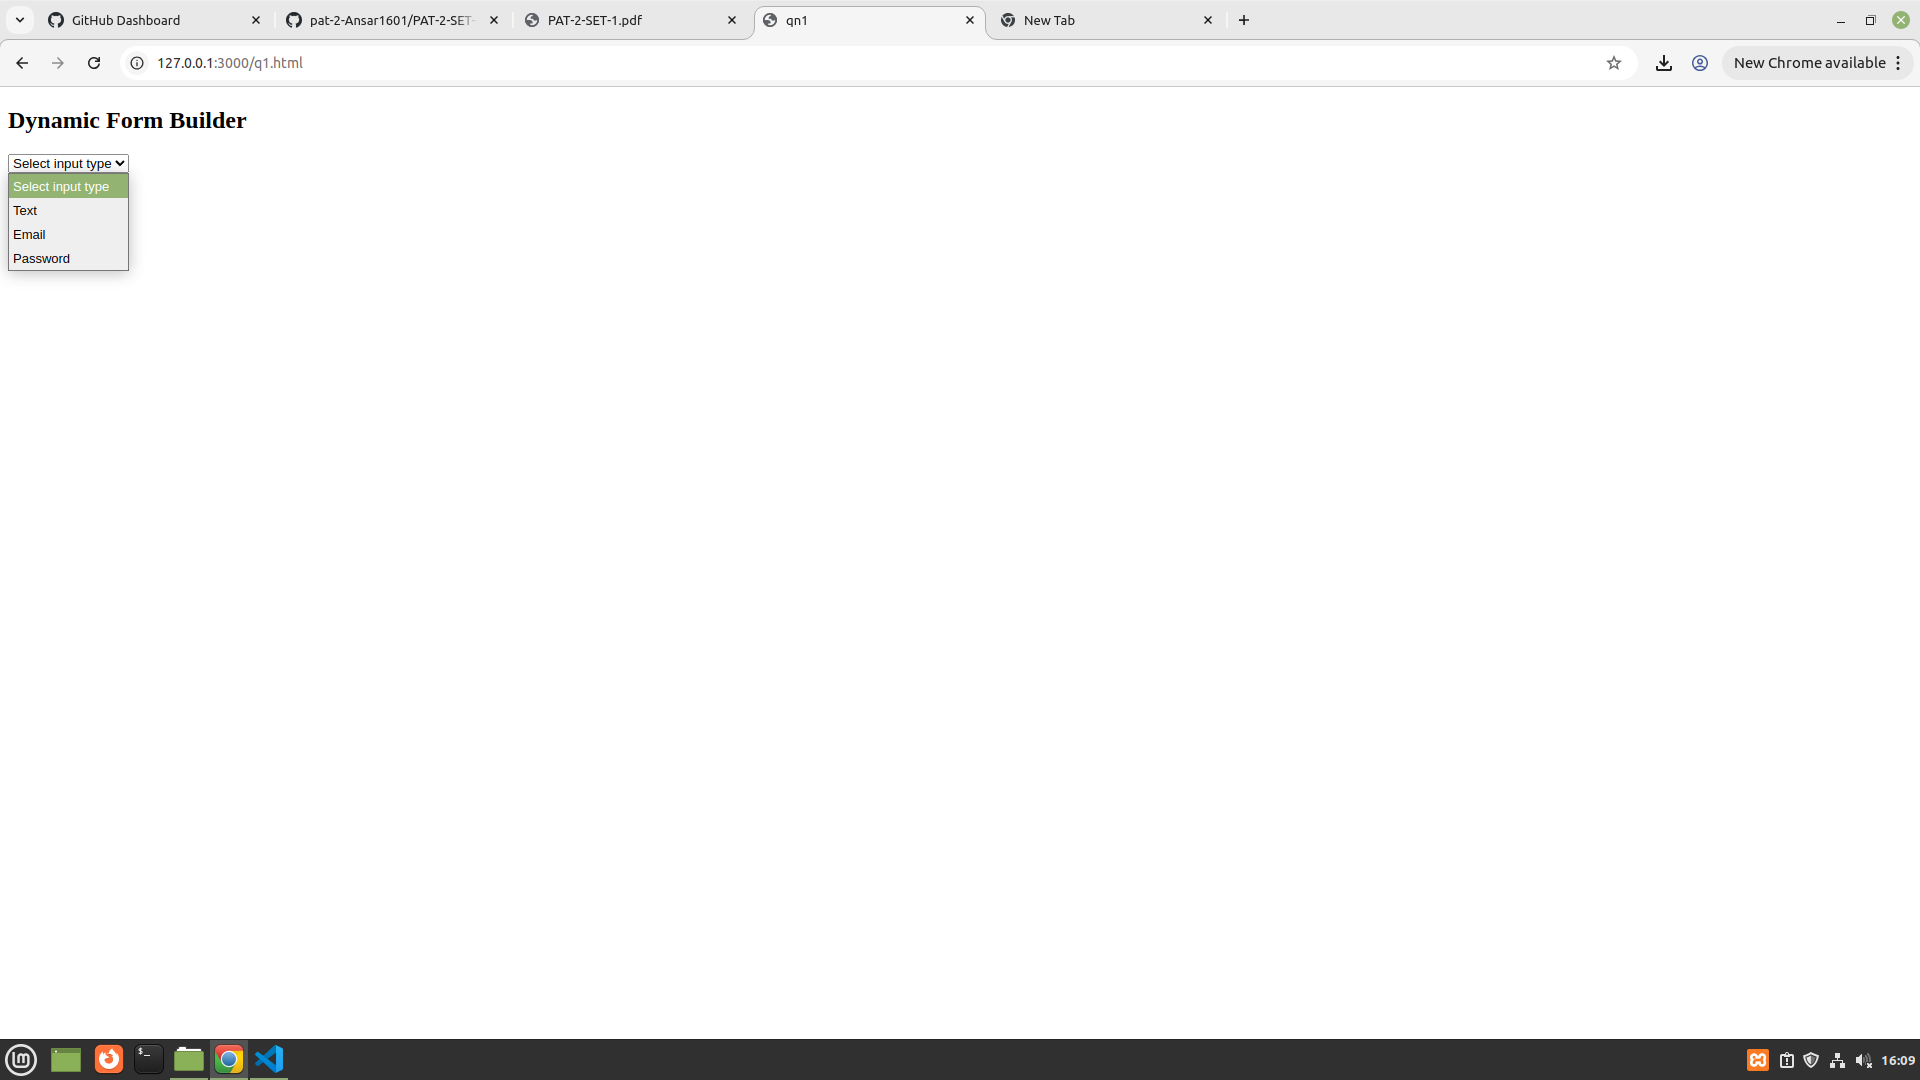 GitHub Dashboard
pat-2-Ansar1601/PAT-2-SET-
PAT-2-SET-1.pdf
qn1
New Tab
127.0.0.1:3000/q1.html
New Chrome available
Dynamic Form Builder
Select input type
Select input type
Text
Email
Password
$_
lm
16:09